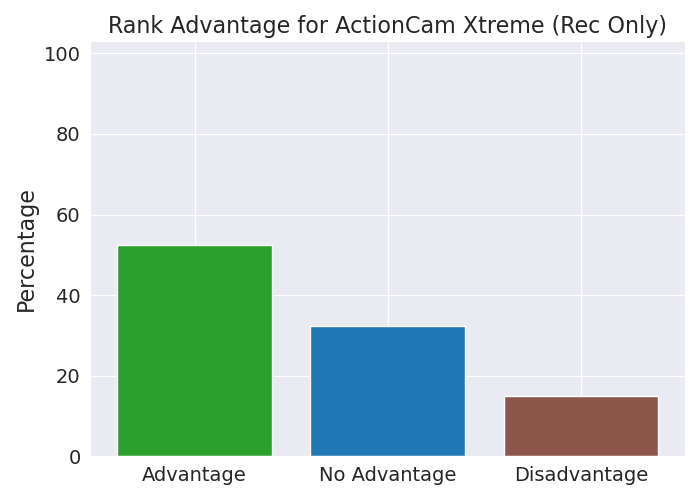 Rank Advantage for ActionCam Xtreme (Rec Only)
100
80
60
40
20
0
Percentage
Advantage
No Advantage
Disadvantage